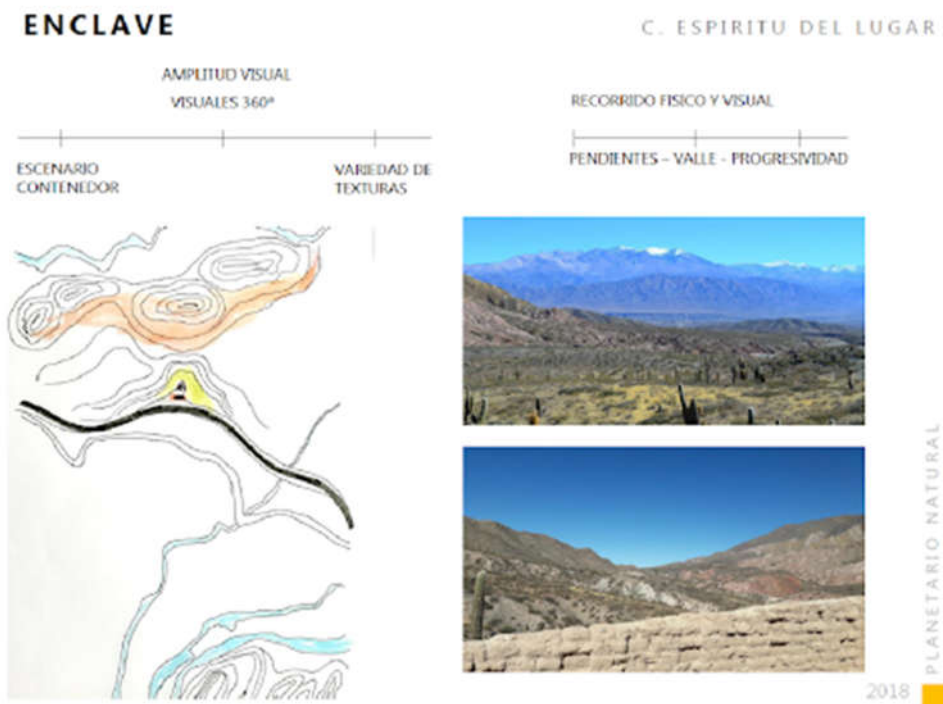 ENCLAVE
C. ESPIRITU DEL LUGAR
AMPLITUD VISUAL
VISUALES 360º
RECORRIDO FISICO Y VISUAL
ESCENARIO
CONTENEDOR
VARIEDAD DE
TEXTURAS
PENDIENTES – VALLE - PROGRESIVIDAD
PLANETARIO NATURAL
2018